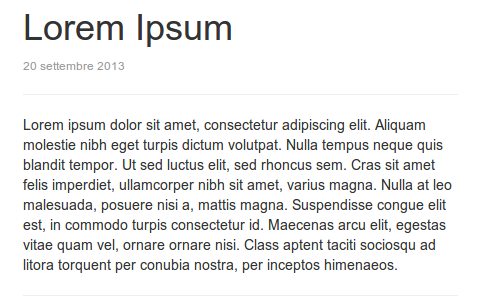 Lorem Ipsum
20 settembre 2013
Lorem ipsum dolor sit amet, consectetur adipiscing elit. Aliquam
molestie nibh eget turpis dictum volutpat. Nulla tempus neque quis
blandit tempor. Ut sed luctus elit, sed rhoncus sem. Cras sit amet
felis imperdiet, ullamcorper nibh sit amet, varius magna. Nulla at leo
malesuada, posuere nisi a, mattis magna. Suspendisse congue elit
est, in commodo turpis consectetur id. Maecenas arcu elit, egestas
vitae quam vel, ornare ornare nisi. Class aptent taciti sociosqu ad
litora torquent per conubia nostra, per inceptos himenaeos.